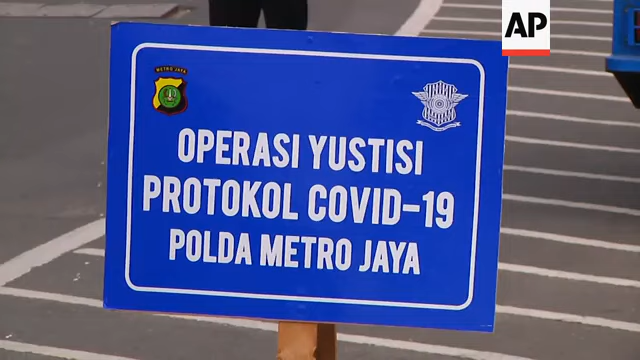 AP
METRO JAYA
OPERASI YUSTISI
PROTOKOL COVID-19
POLDA METRO JAYA